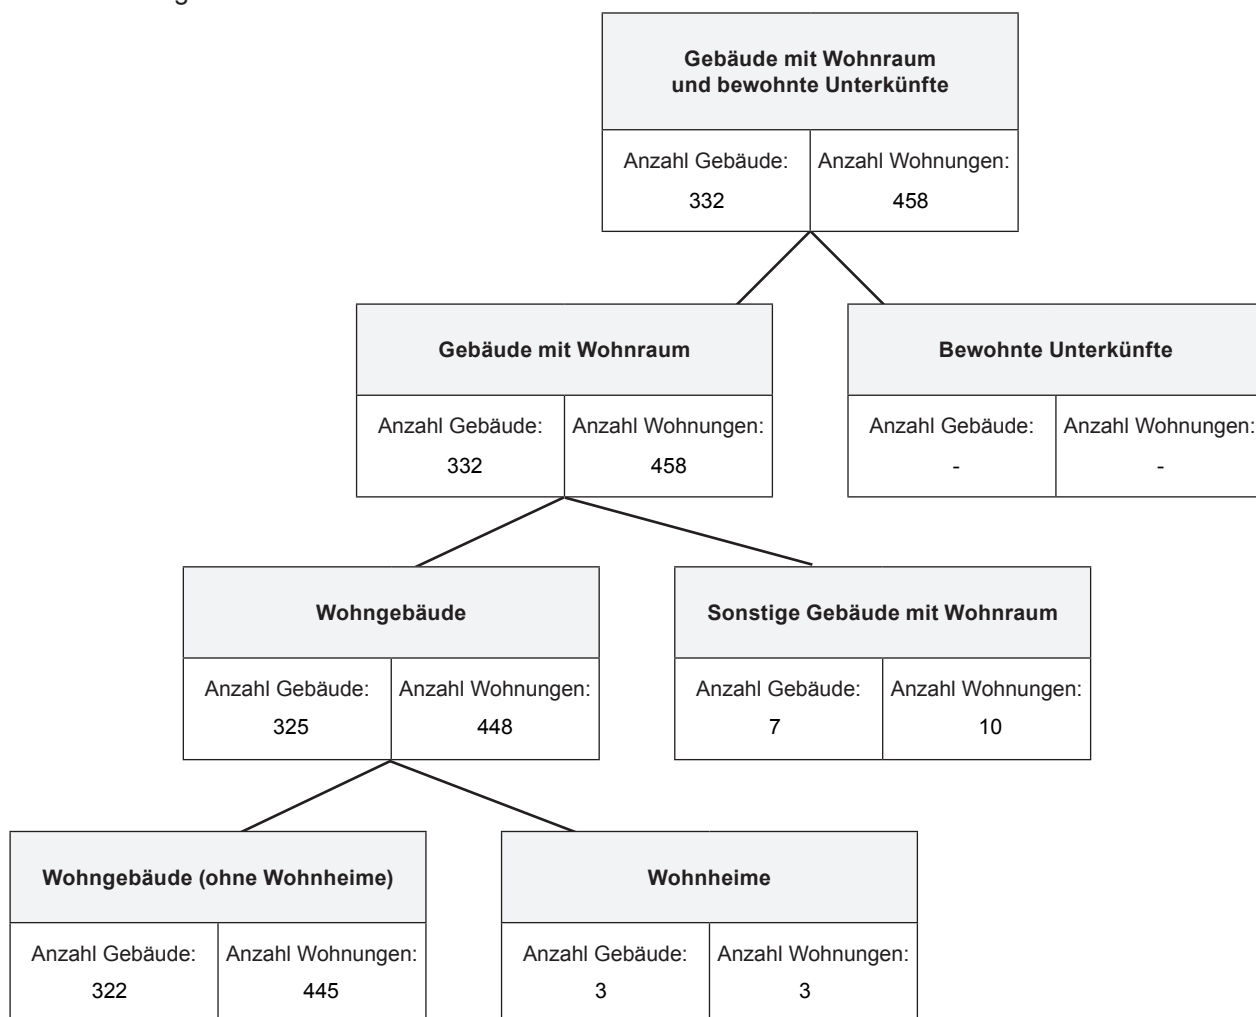 Gebäude mit Wohnraum
und bewohnte Unterkünfte
Anzahl Gebäude: Anzahl Wohnungen:
332 458
Gebäude mit Wohnraum Bewohnte Unterkünfte
Anzahl Gebäude: Anzahl Wohnungen: Anzahl Gebäude: Anzahl Wohnungen:
332 458 - -
Wohngebäude Sonstige Gebäude mit Wohnraum
Anzahl Gebäude: Anzahl Wohnungen: Anzahl Gebäude: Anzahl Wohnungen:
325 448 7 10
Wohngebäude (ohne Wohnheime) Wohnheime
Anzahl Gebäude: Anzahl Wohnungen: Anzahl Gebäude: Anzahl Wohnungen:
322 445 3 3